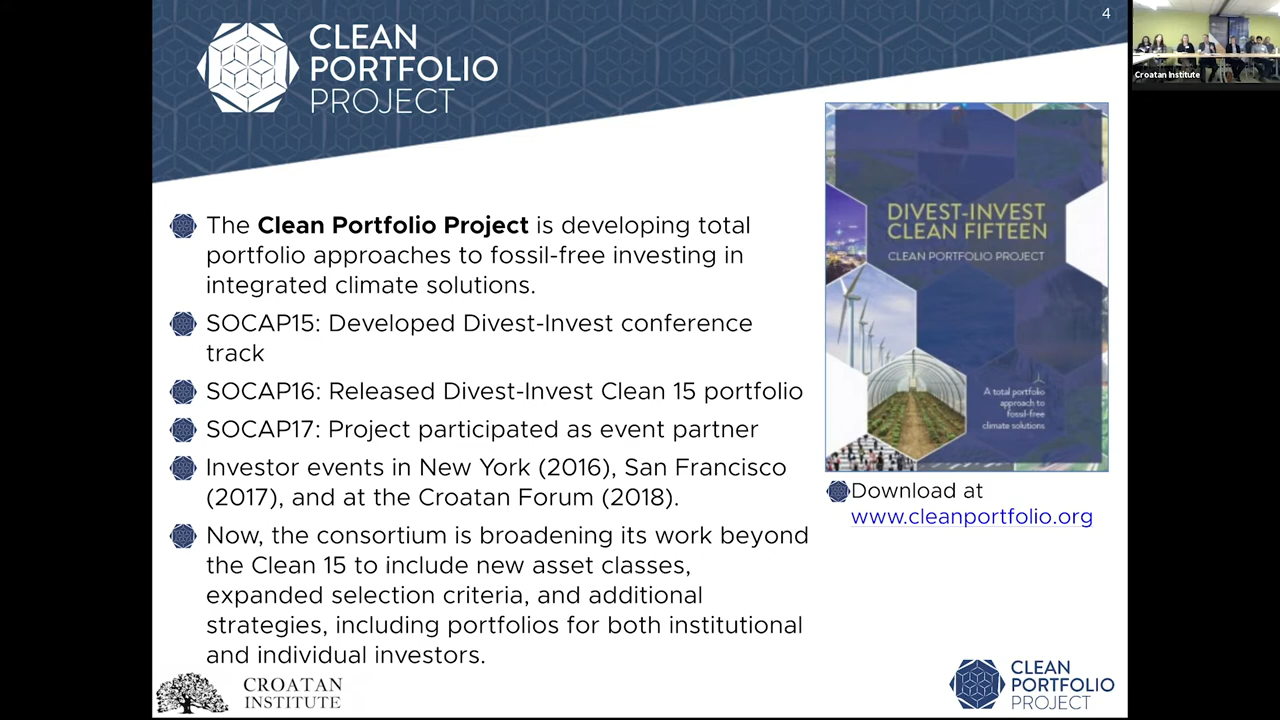 CLEAN
PORTFOLIO
PROJECT
4
Croatan Institute
The Clean Portfolio Project is developing total
portfolio approaches to fossil-free investing in
integrated climate solutions.
SOCAP15: Developed Divest-Invest conference
track
SOCAP16: Released Divest-Invest Clean 15 portfolio
SOCAP17: Project participated as event partner
Investor events in New York (2016), San Francisco
(2017), and at the Croatan Forum (2018).
Now, the consortium is broadening its work beyond
the Clean 15 to include new asset classes,
expanded selection criteria, and additional
strategies, including portfolios for both institutional
and individual investors.
DIVEST-INVEST
CLEAN FIFTEEN
CLEAN PORTFOLIO PROJECT
A total portfolio
approach to
fossil-free
climate solutions
Download at
www.cleanportfolio.org
CROATAN
INSTITUTE
CLEAN
PORTFOLIO
PROJECT